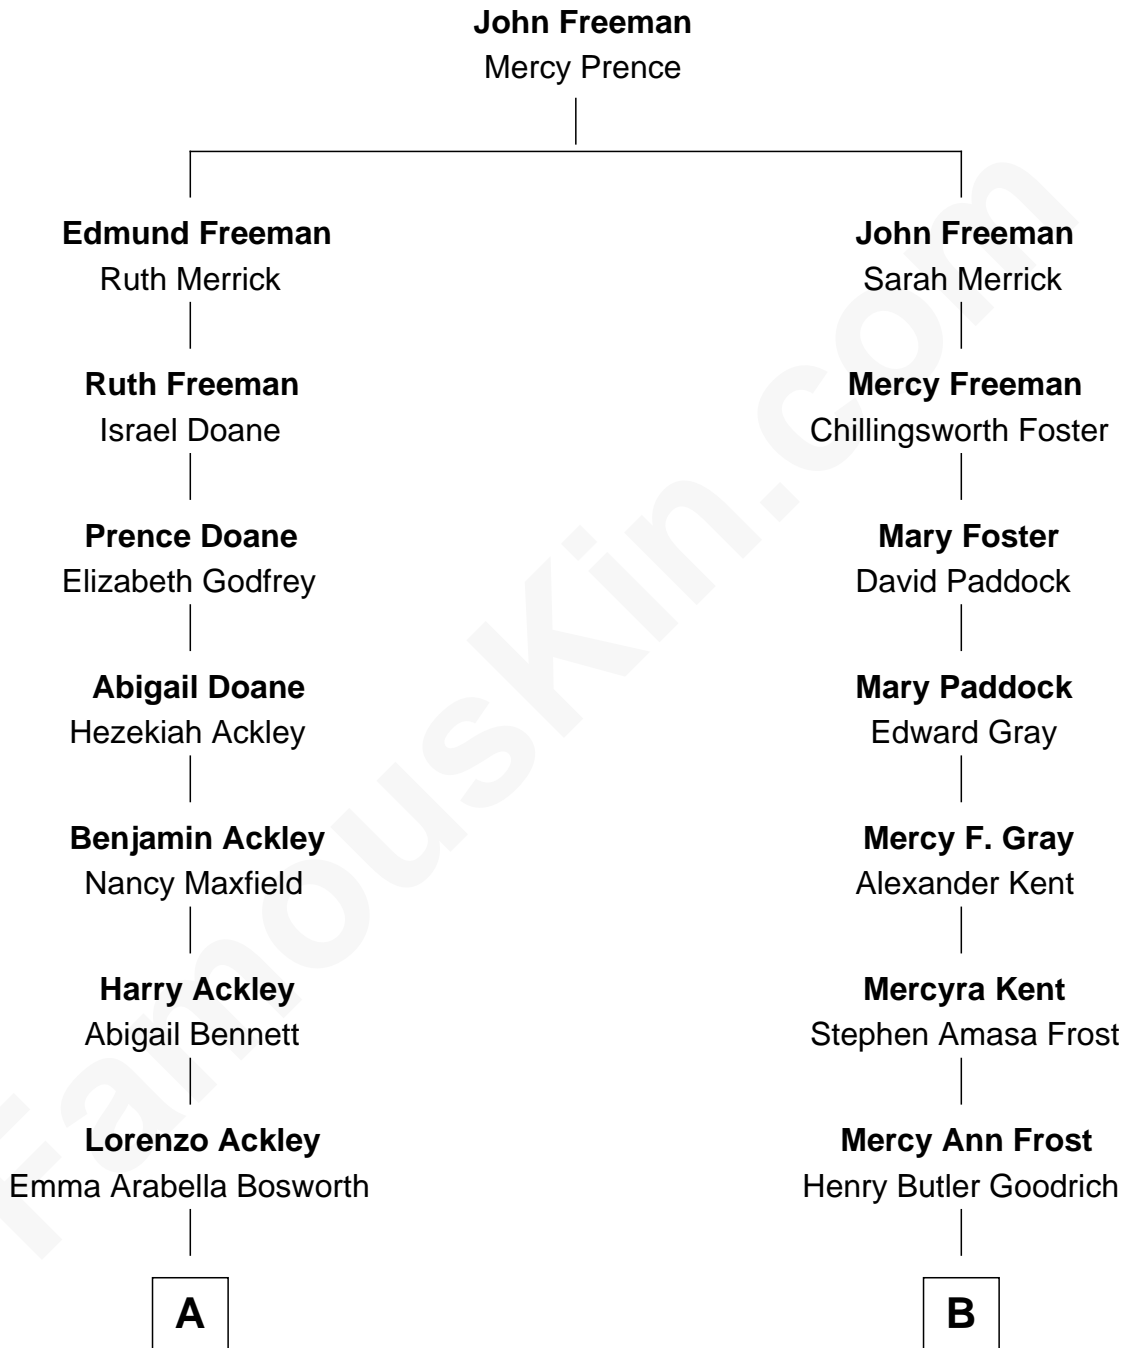 John Freeman
Mercy Prence
Edmund Freeman
Ruth Merrick
John Freeman
Sarah Merrick
Ruth Freeman
Israel Doane
Mercy Freeman
Chillingsworth Foster
Prence Doane
Elizabeth Godfrey
Mary Foster
David Paddock
Abigail Doane
Hezekiah Ackley
Mary Paddock
Edward Gray
Benjamin Ackley
Nancy Maxfield
Mercy F. Gray
Alexander Kent
Harry Ackley
Abigail Bennett
Mercyra Kent
Stephen Amasa Frost
Lorenzo Ackley
Emma Arabella Bosworth
Mercy Ann Frost
Henry Butler Goodrich
A
B
FamousKin.com